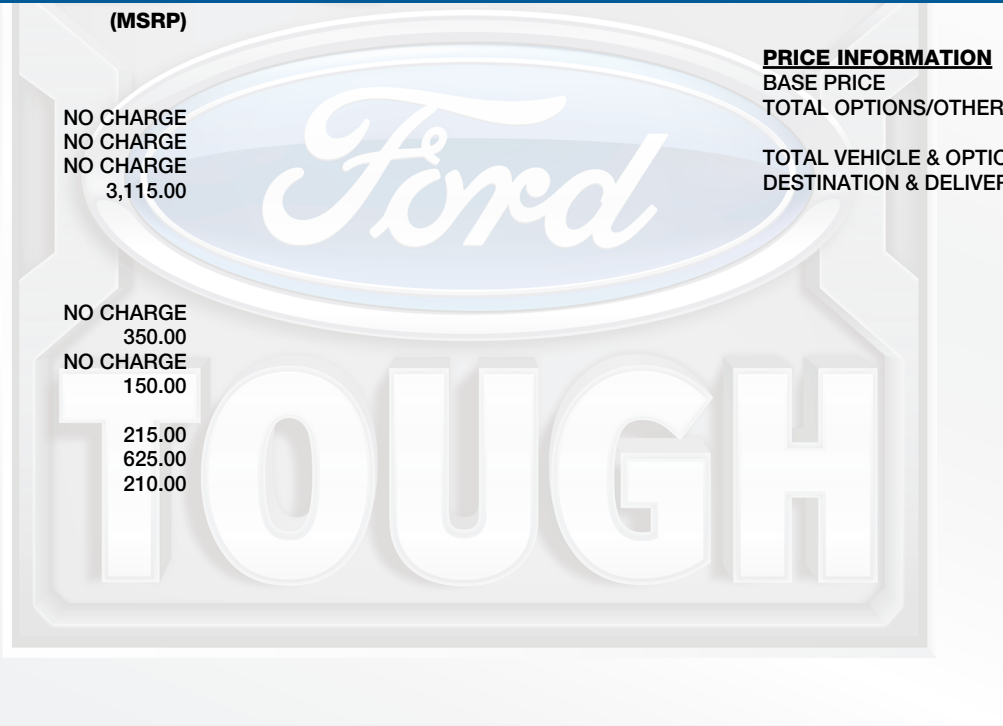 (MSRP)
NO CHARGE
NO CHARGE
NO CHARGE
3,115.00
NO CHARGE
350.00
NO CHARGE
150.00
215.00
625.00
210.00
PRICE INFORMATION
BASE PRICE
TOTAL OPTIONS/OTHER
TOTAL VEHICLE & OPTIO
DESTINATION & DELIVER
Ford
TOUGH